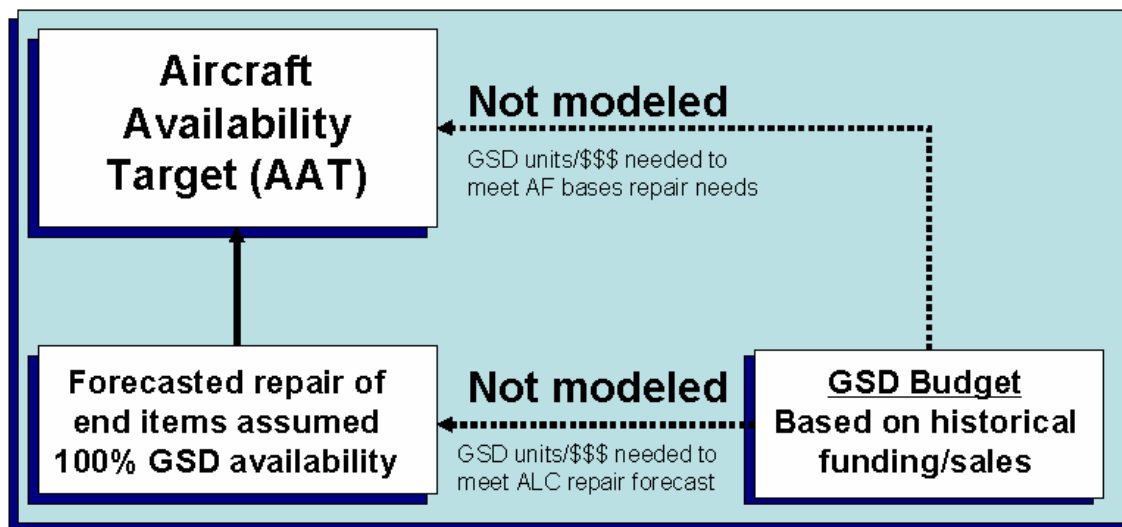 Aircraft
Availability
Target (AAT)
Not modeled
GSD units/$$$ needed to
meet AF bases repair needs
Forecasted repair of
end items assumed
100% GSD availability
Not modeled
GSD units/$$$ needed to
meet ALC repair forecast
GSD Budget
Based on historical
funding/sales